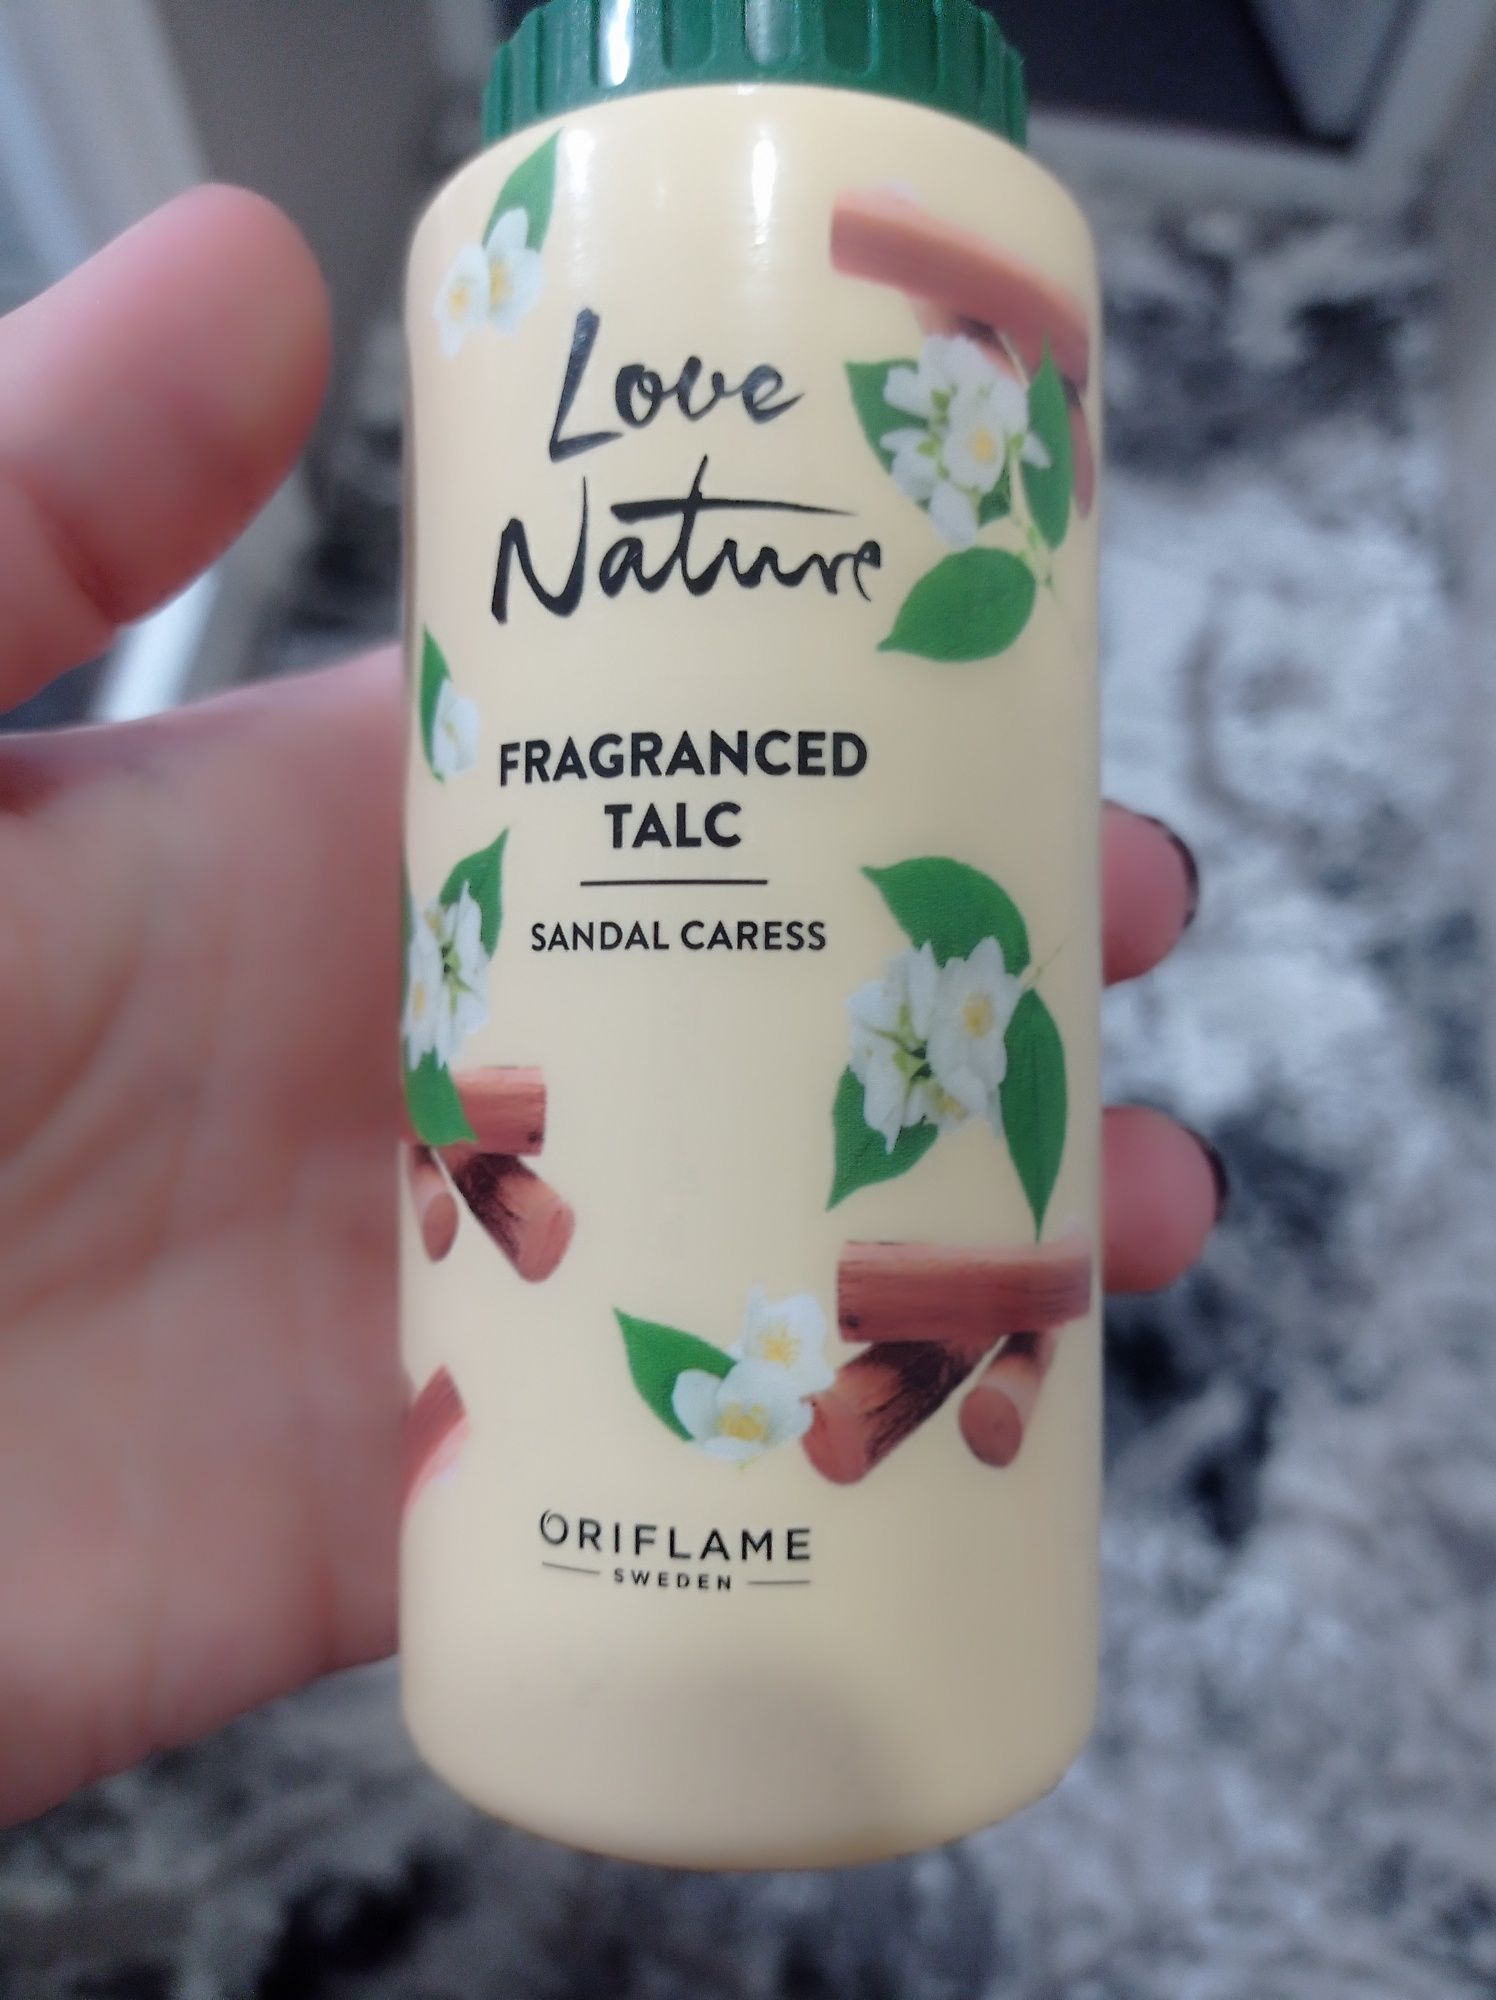 Love
Nature
FRAGRANCED
TALC
SANDAL CARESS
ORIFLAME
SWEDEN